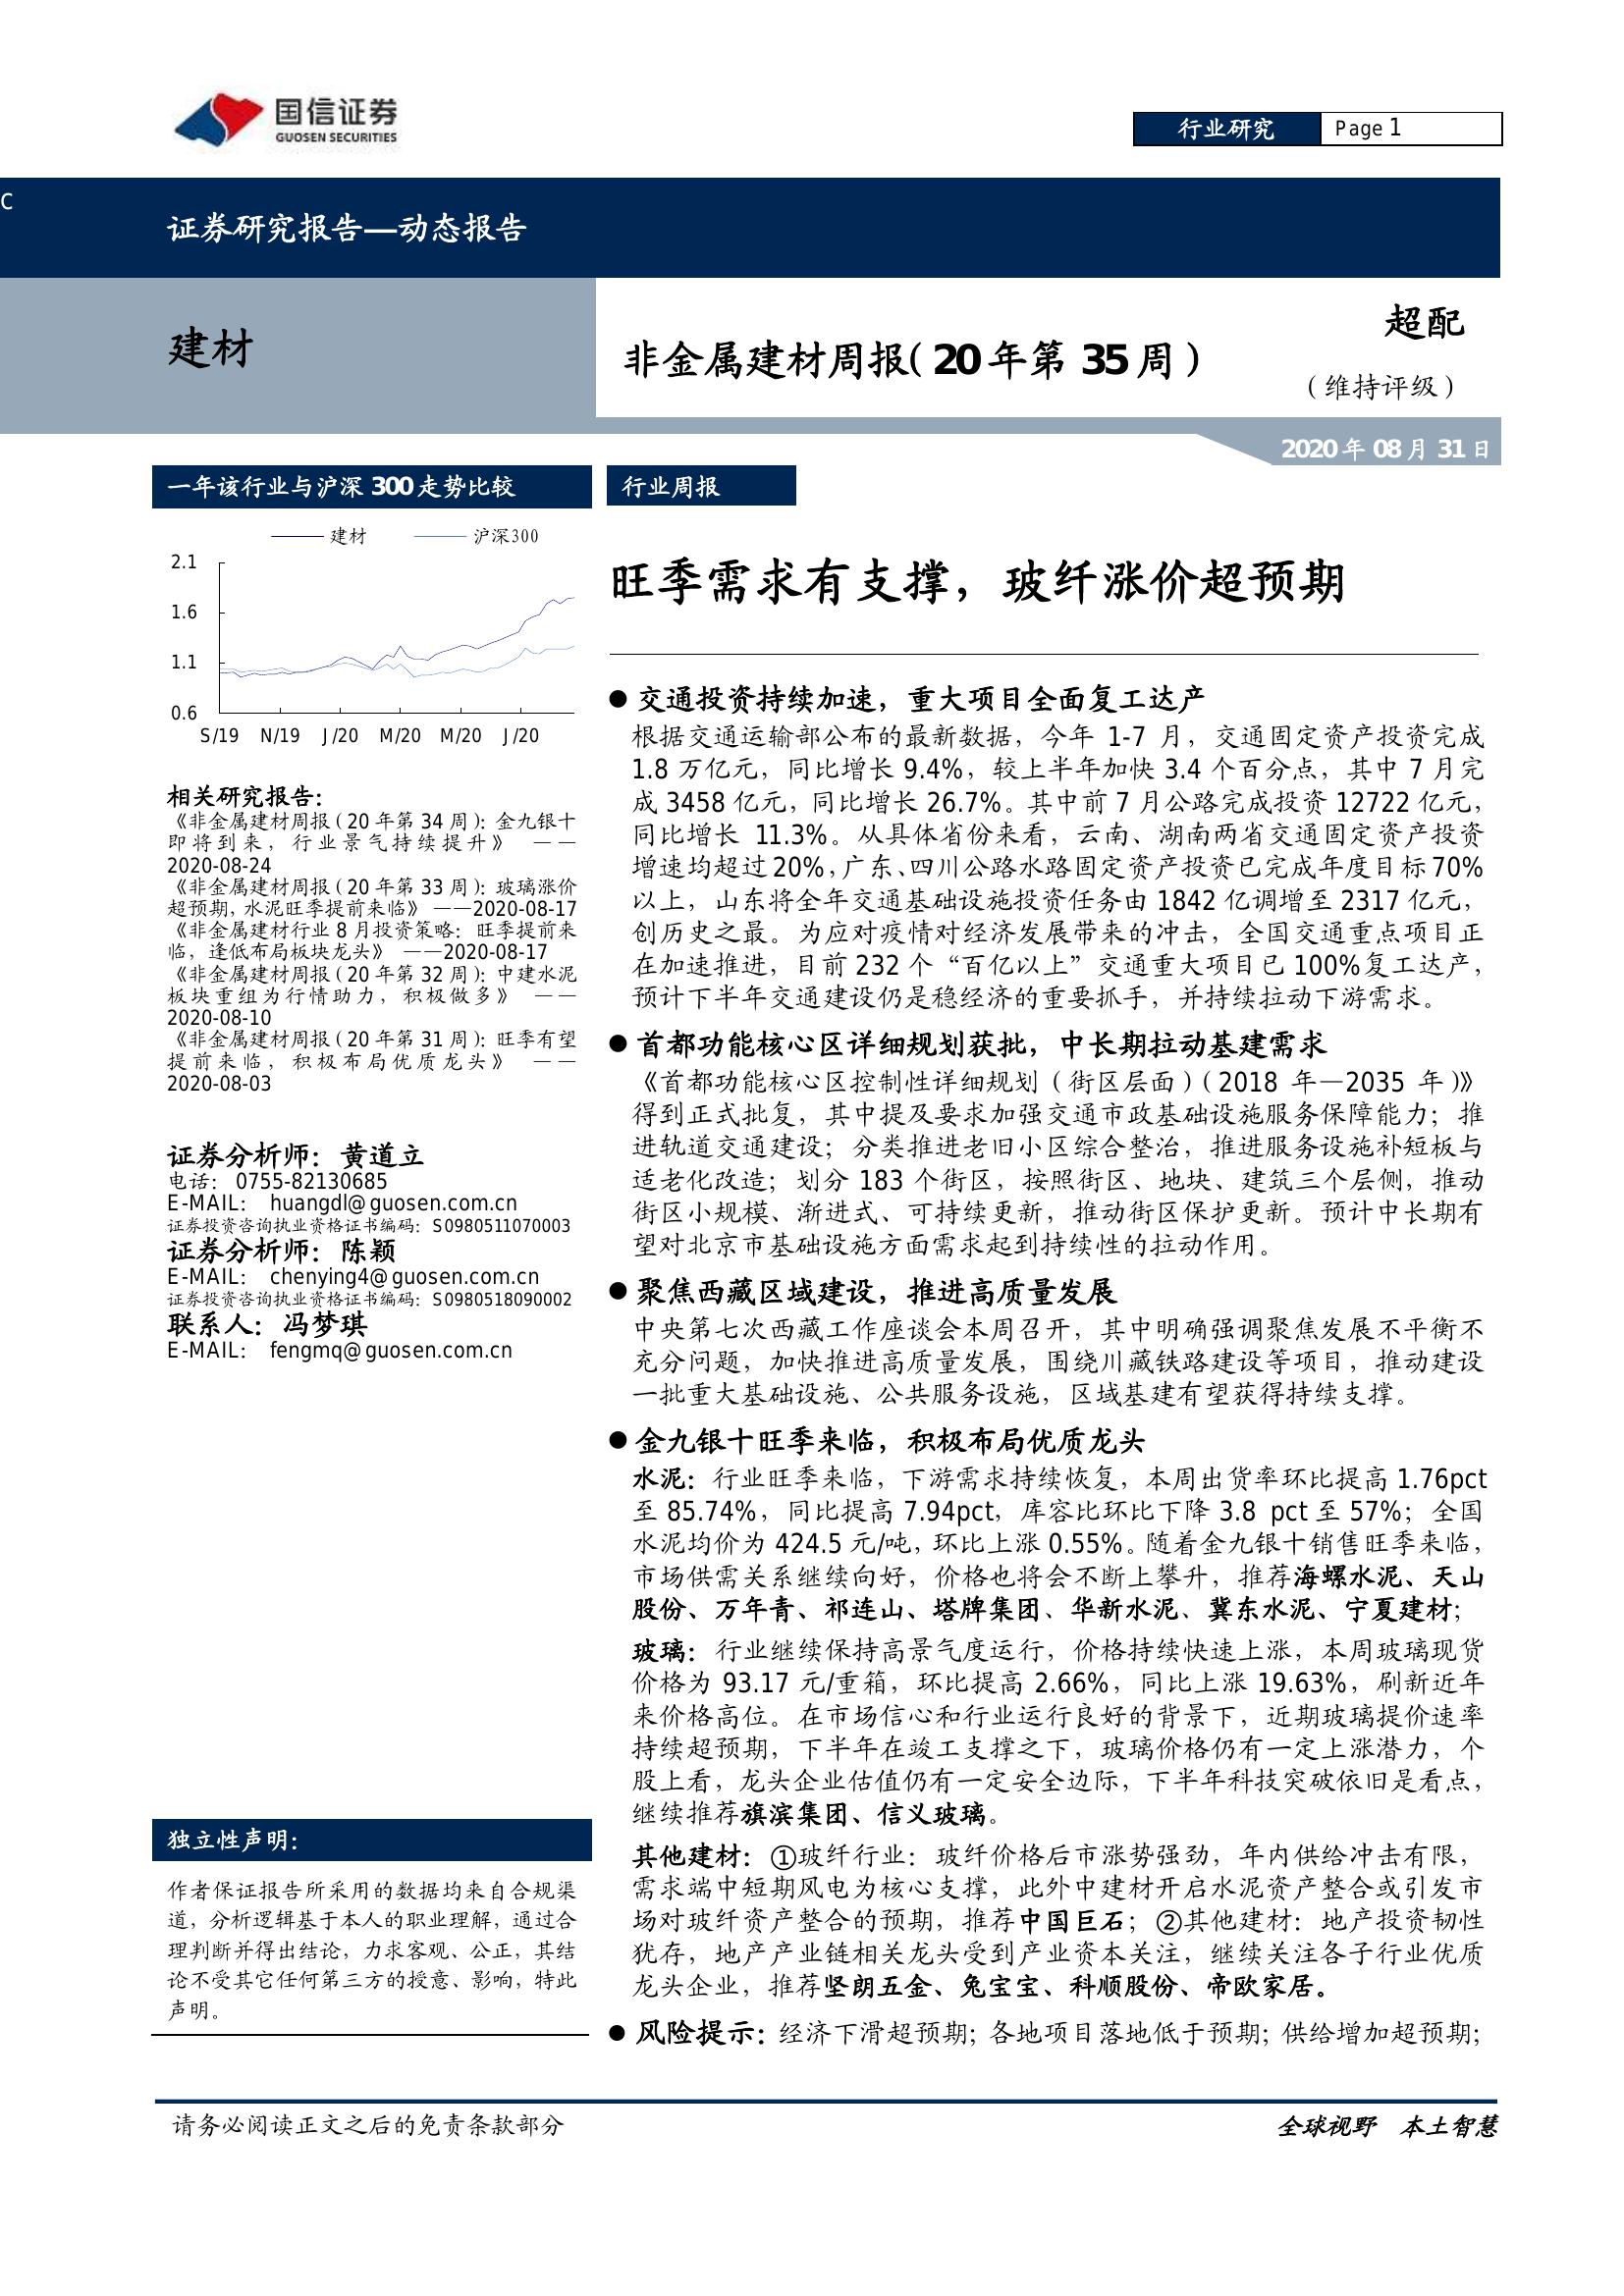 国信证券
GUOSEN SECURITIES
行业研究
Page 1
C
证券研究报告—动态报告
建材
非金属建材周报(20年第35周)
超配
(维持评级)
2020年08月31日
一年该行业与沪深300走势比较
建材 沪深300
2.1
1.6
1.1
0.6
S/19 N/19 J/20 M/20 M/20 J/20
相关研究报告:
《非金属建材周报(20年第34周):金九银十
即将到来,行业景气持续提升》 ——
2020-08-24
《非金属建材周报(20年第33周):玻璃涨价
超预期,水泥旺季提前来临》 ——2020-08-17
《非金属建材行业8月投资策略:旺季提前来
临,逢低布局板块龙头》 ——2020-08-17
《非金属建材周报(20年第32周):中建水泥
板块重组为行情助力,积极做多》 ——
2020-08-10
《非金属建材周报(20年第31周):旺季有望
提前来临,积极布局优质龙头》 ——
2020-08-03
证券分析师:黄道立
电话: 0755-82130685
E-MAIL: huangdl@guosen.com.cn
证券投资咨询执业资格证书编码:S0980511070003
证券分析师:陈颖
E-MAIL: chenying4@guosen.com.cn
证券投资咨询执业资格证书编码:S0980518090002
联系人:冯梦琪
E-MAIL: fengmq@guosen.com.cn
独立性声明:
作者保证报告所采用的数据均来自合规渠
道,分析逻辑基于本人的职业理解,通过合
理判断并得出结论,力求客观、公正,其结
论不受其它任何第三方的授意、影响,特此
声明。
行业周报
旺季需求有支撑,玻纤涨价超预期
● 交通投资持续加速,重大项目全面复工达产
根据交通运输部公布的最新数据,今年1-7月,交通固定资产投资完成
1.8万亿元,同比增长9.4%,较上半年加快3.4个百分点,其中7月完
成3458亿元,同比增长26.7%。其中前7月公路完成投资12722亿元,
同比增长11.3%。从具体省份来看,云南、湖南两省交通固定资产投资
增速均超过20%,广东、四川公路水路固定资产投资已完成年度目标70%
以上,山东将全年交通基础设施投资任务由1842亿调增至2317亿元,
创历史之最。为应对疫情对经济发展带来的冲击,全国交通重点项目正
在加速推进,目前232个“百亿以上”交通重大项目已100%复工达产,
预计下半年交通建设仍是稳经济的重要抓手,并持续拉动下游需求。
● 首都功能核心区详细规划获批,中长期拉动基建需求
《首都功能核心区控制性详细规划(街区层面)(2018年—2035年)》
得到正式批复,其中提及要求加强交通市政基础设施服务保障能力;推
进轨道交通建设;分类推进老旧小区综合整治,推进服务设施补短板与
适老化改造;划分183个街区,按照街区、地块、建筑三个层侧,推动
街区小规模、渐进式、可持续更新,推动街区保护更新。预计中长期有
望对北京市基础设施方面需求起到持续性的拉动作用。
● 聚焦西藏区域建设,推进高质量发展
中央第七次西藏工作座谈会本周召开,其中明确强调聚焦发展不平衡不
充分问题,加快推进高质量发展,围绕川藏铁路建设等项目,推动建设
一批重大基础设施、公共服务设施,区域基建有望获得持续支撑。
● 金九银十旺季来临,积极布局优质龙头
水泥:行业旺季来临,下游需求持续恢复,本周出货率环比提高1.76pct
至85.74%,同比提高7.94pct,库容比环比下降3.8 pct至57%;全国
水泥均价为424.5元/吨,环比上涨0.55%。随着金九银十销售旺季来临,
市场供需关系继续向好,价格也将会不断上攀升,推荐海螺水泥、天山
股份、万年青、祁连山、塔牌集团、华新水泥、冀东水泥、宁夏建材;
玻璃:行业继续保持高景气度运行,价格持续快速上涨,本周玻璃现货
价格为93.17元/重箱,环比提高2.66%,同比上涨19.63%,刷新近年
来价格高位。在市场信心和行业运行良好的背景下,近期玻璃提价速率
持续超预期,下半年在竣工支撑之下,玻璃价格仍有一定上涨潜力,个
股上看,龙头企业估值仍有一定安全边际,下半年科技突破依旧是看点,
继续推荐旗滨集团、信义玻璃。
其他建材:①玻纤行业:玻纤价格后市涨势强劲,年内供给冲击有限,
需求端中短期风电为核心支撑,此外中建材开启水泥资产整合或引发市
场对玻纤资产整合的预期,推荐中国巨石;②其他建材:地产投资韧性
犹存,地产产业链相关龙头受到产业资本关注,继续关注各子行业优质
龙头企业,推荐坚朗五金、兔宝宝、科顺股份、帝欧家居。
● 风险提示:经济下滑超预期;各地项目落地低于预期;供给增加超预期;
请务必阅读正文之后的免责条款部分
全球视野 本土智慧